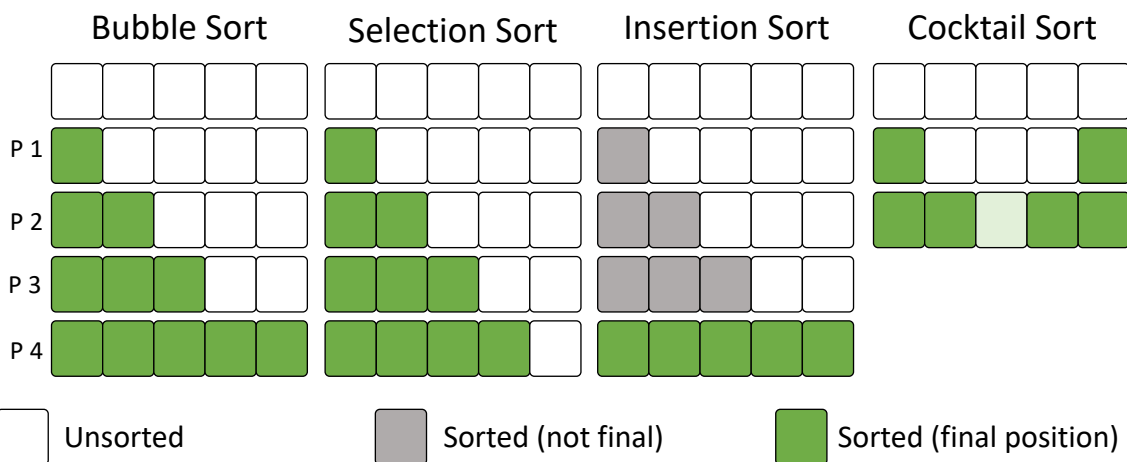 Bubble Sort
Selection Sort
Insertion Sort
Cocktail Sort
P 1
P 2
P 3
P 4
Unsorted
Sorted (not final)
Sorted (final position)